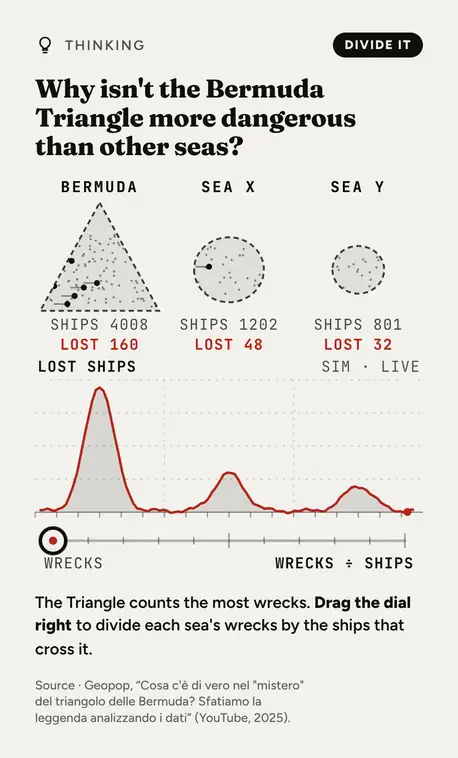 THINKING
DIVIDE IT
Why isn't the Bermuda
Triangle more dangerous
than other seas?
BERMUDA
SEA X
SEA Y
SHIPS 4008
SHIPS 1202
SHIPS 801
LOST 160
LOST 48
LOST 32
LOST SHIPS
SIM · LIVE
WRECKS
WRECKS ÷ SHIPS
The Triangle counts the most wrecks. Drag the dial
right to divide each sea's wrecks by the ships that
cross it.
Source · Geopop, “Cosa c'è di vero nel "mistero"
del triangolo delle Bermuda? Sfatiamo la
leggenda analizzando i dati” (YouTube, 2025).